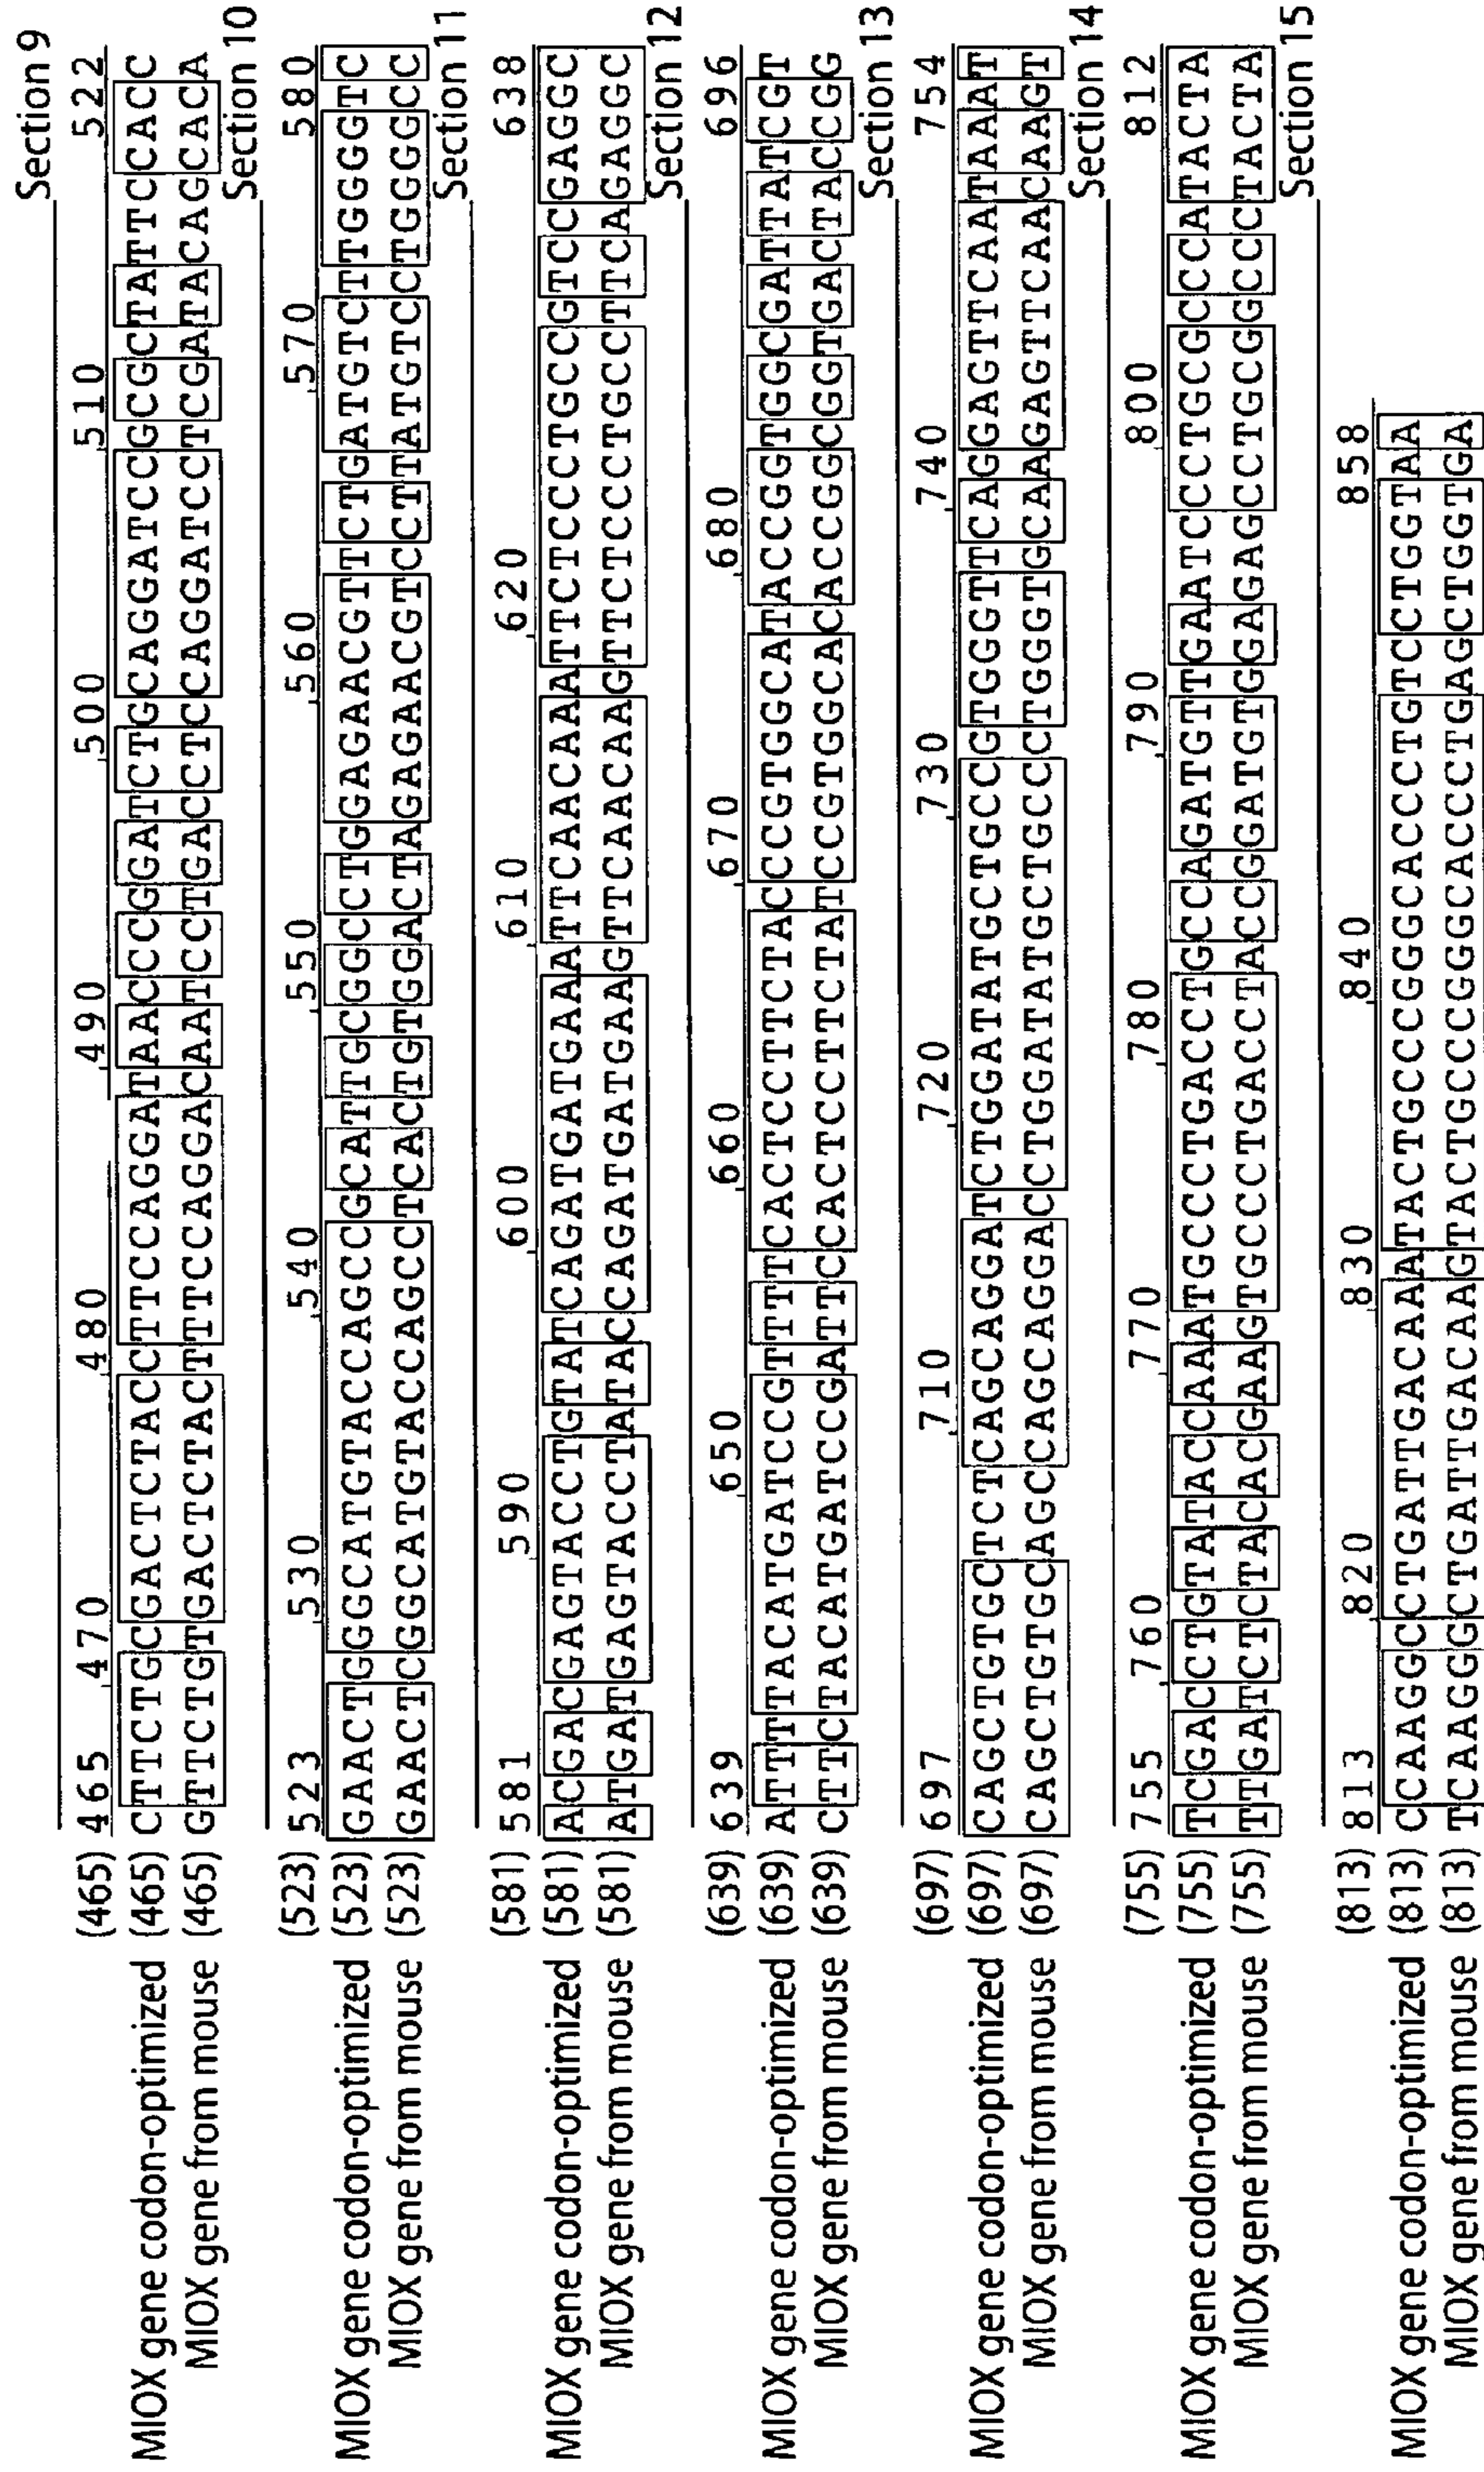 Section 9
(465) 465 470 480 490 500 510 522
MIOX gene codon-optimized (465) CTTCTGCGACTCTACCTTCCAGGATAACCCGGATCTGCAGGATCCGCGCTATTCCACC
MIOX gene from mouse (465) GTTCTGTGACTCTACTTTCCAGGACAATCCTGACCTCCAGGATCCTCGATACAGCACA
Section 10
(523) 523 530 540 550 560 570 580
MIOX gene codon-optimized (523) GAACTGGGCATGTACCAGCCGCATTGCGGCCTGGAGAACGTTCTGATGTCTTGGGGTC
MIOX gene from mouse (523) GAACTCGGCATGTACCAGCCTCACTGTGGACTAGAGAACGTCCTTATGTCCTGGGGCC
Section 11
(581) 581 590 600 610 620 638
MIOX gene codon-optimized (581) ACGACGAGTACCTGTATCAGATGATGAAATTCAACAAATTCTCCCTGCCGTCCGAGGC
MIOX gene from mouse (581) ATGATGAGTACCTATACCAGATGATGAAGTTCAACAAGTTCTCCCTGCCTTCAGAGGC
Section 12
(639) 639 650 660 670 680 696
MIOX gene codon-optimized (639) ATTTTACATGATCCGTTTTCACTCCTTCTACCCGTGGCATACCGGTGGCGATTATCGT
MIOX gene from mouse (639) CTTCTACATGATCCGATTCCACTCCTTCTATCCGTGGCACACCGGCGGTGACTACCGG
Section 13
(697) 697 710 720 730 740 754
MIOX gene codon-optimized (697) CAGCTGTGCTCTCAGCAGGATCTGGATATGCTGCCGTGGGTTCAGGAGTTCAATAAAT
MIOX gene from mouse (697) CAGCTGTGCAGCCAGCAGGACCTGGATATGCTGCCCTGGGTGCAAGAGTTCAACAAGT
Section 14
(755) 755 760 770 780 790 800 812
MIOX gene codon-optimized (755) TCGACCTGTATACCAAATGCCCTGACCTGCCAGATGTTGAATCCCTGCGCCCATACTA
MIOX gene from mouse (755) TTGATCTCTACACGAAGTGCCCTGACCTACCGGATGTGGAGAGCCTGCGGCCCTACTA
Section 15
(813) 813 820 830 840 858
MIOX gene codon-optimized (813) CCAAGGCCTGATTGACAAATACTGCCCGGGCACCCTGTCCTGGTAA
MIOX gene from mouse (813) TCAAGGGCTGATTGACAAGTACTGCCCGGGCACCCTGAGCTGGTGA